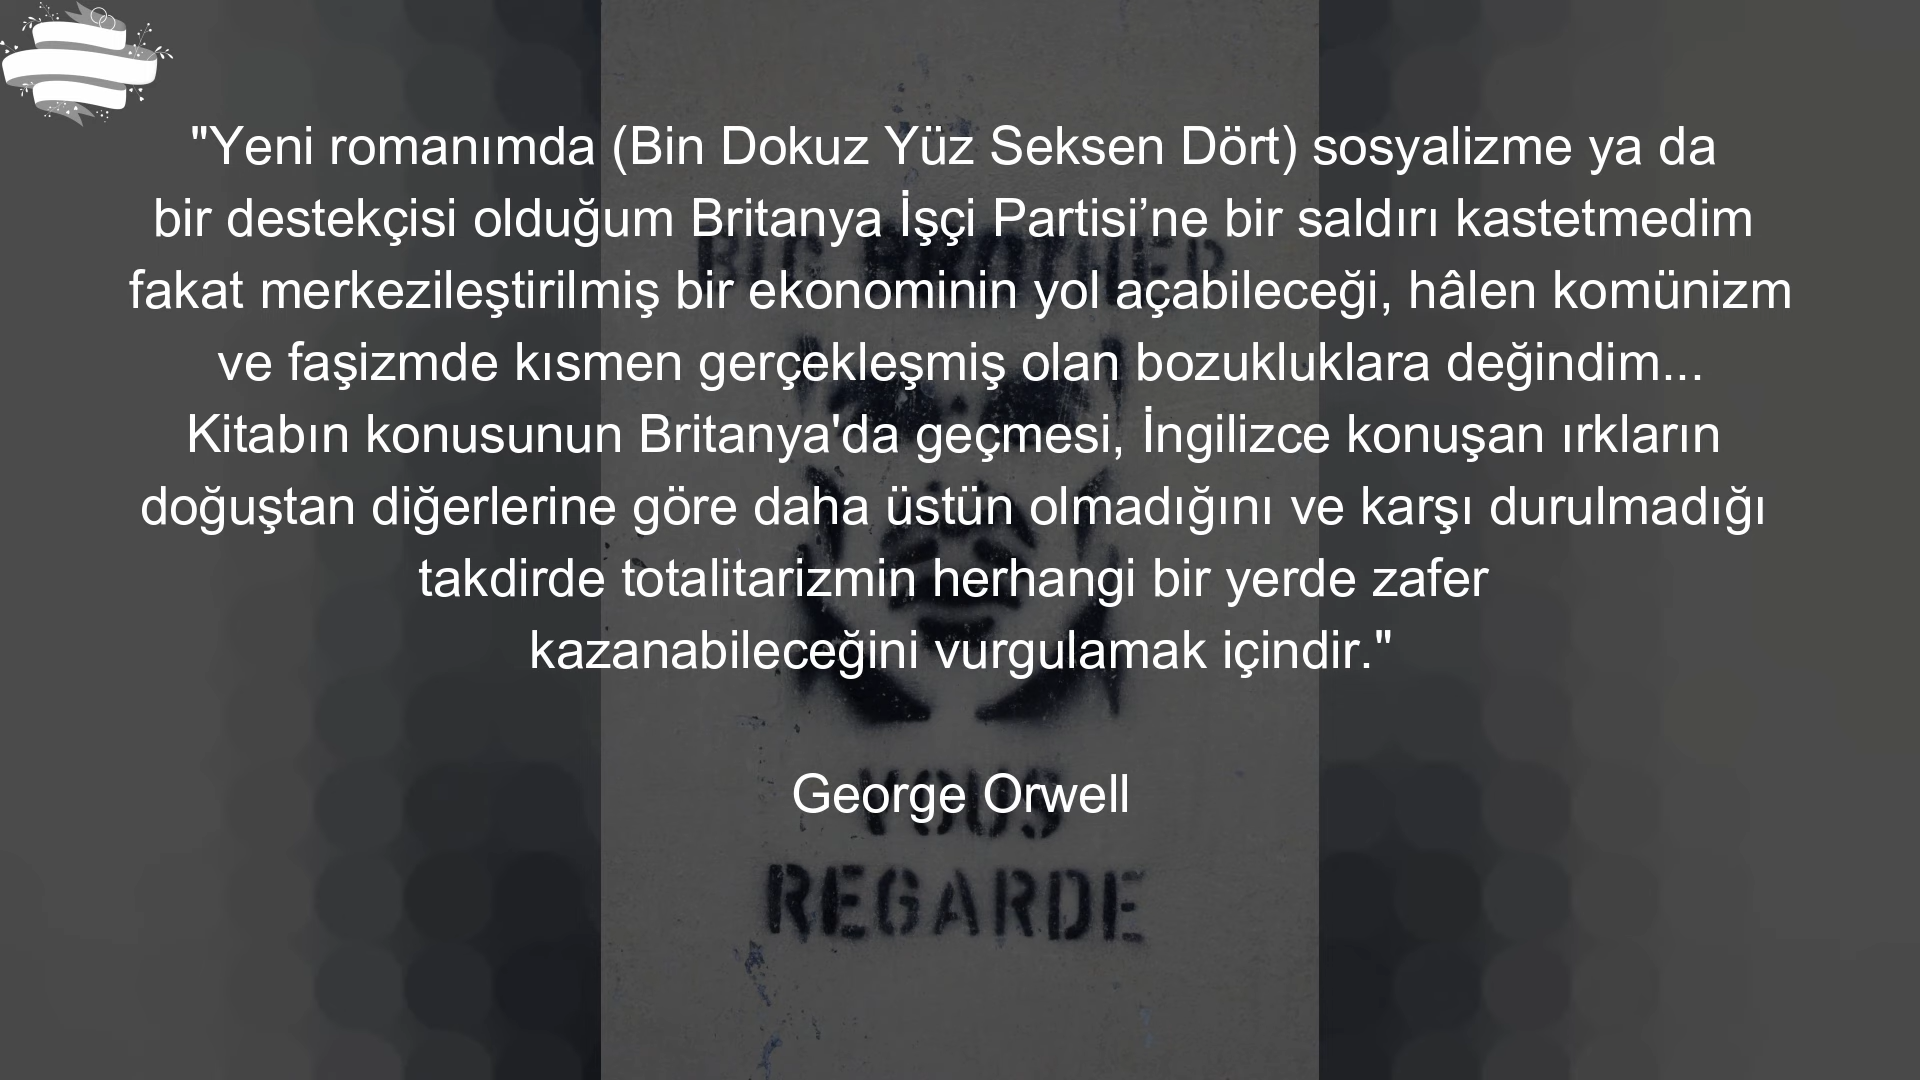 "Yeni romanımda (Bin Dokuz Yüz Seksen Dört) sosyalizme ya da
bir destekçisi olduğum Britanya İşçi Partisi’ne bir saldırı kastetmedim
fakat merkezileştirilmiş bir ekonominin yol açabileceği, hâlen komünizm
ve faşizmde kısmen gerçekleşmiş olan bozukluklara değindim...
Kitabın konusunun Britanya'da geçmesi, İngilizce konuşan ırkların
doğuştan diğerlerine göre daha üstün olmadığını ve karşı durulmadığı
takdirde totalitarizmin herhangi bir yerde zafer
kazanabileceğini vurgulamak içindir."
George Orwell
BIG BROTHER
VOUS
REGARDE